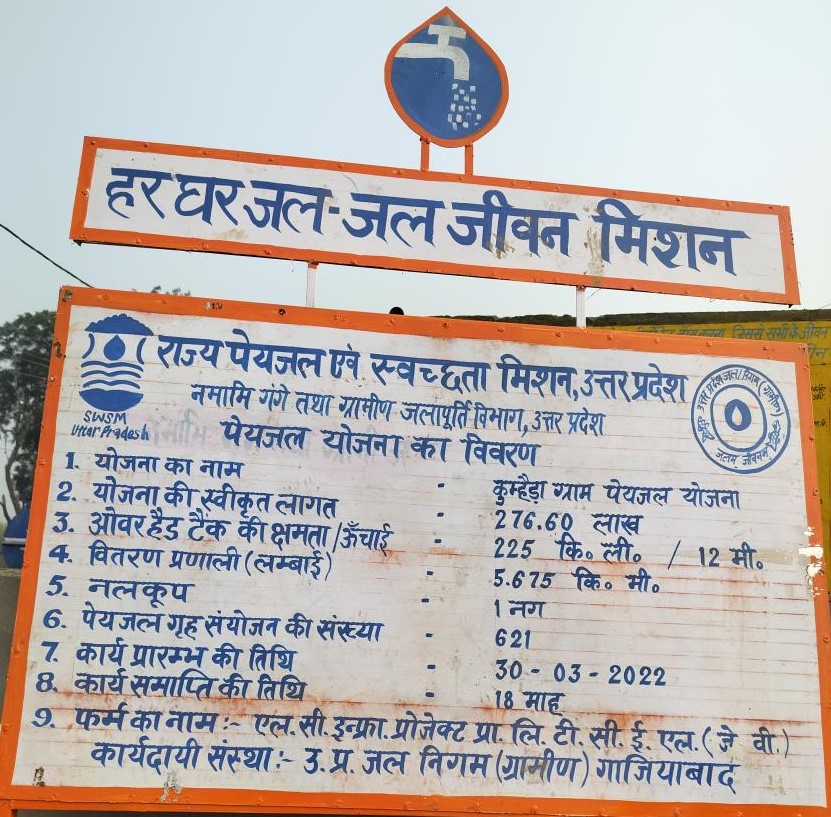 हर घर जल-जल जीवन मिशन
राज्य पेयजल एवं स्वच्छता मिशन, उत्तर प्रदेश
नमामि गंगे तथा ग्रामीण जलापूर्ति विभाग, उत्तर प्रदेश
SWSM
Uttar Pradesh
पेयजल योजना का विवरण
1. योजना का नाम - कुम्हैड़ा ग्राम पेयजल योजना
2. योजना की स्वीकृत लागत - 276.60 लाख
3. ओवरहैड टैंक की क्षमता/ऊँचाई - 225 कि० ली० / 12 मी०
4. वितरण प्रणाली (लम्बाई) - 5.675 कि० मी०
5. नलकूप - 1 नग
6. पेयजल गृह संयोजन की संख्या - 621
7. कार्य प्रारम्भ की तिथि - 30-03-2022
8. कार्य समाप्ति की तिथि - 18 माह
9. फर्म का नाम :- एल. सी. इन्फ्रा. प्रोजेक्ट प्रा. लि. टी. सी. ई. एल. (जे वी.)
कार्यदायी संस्था :- उ. प्र. जल निगम (ग्रामीण) गाजियाबाद